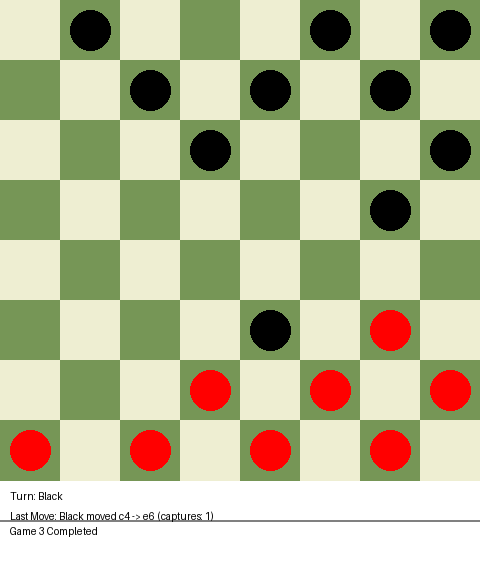 Turn: Black
Last Move: Black moved c4 -> e6 (captures: 1)
Game 3 Completed